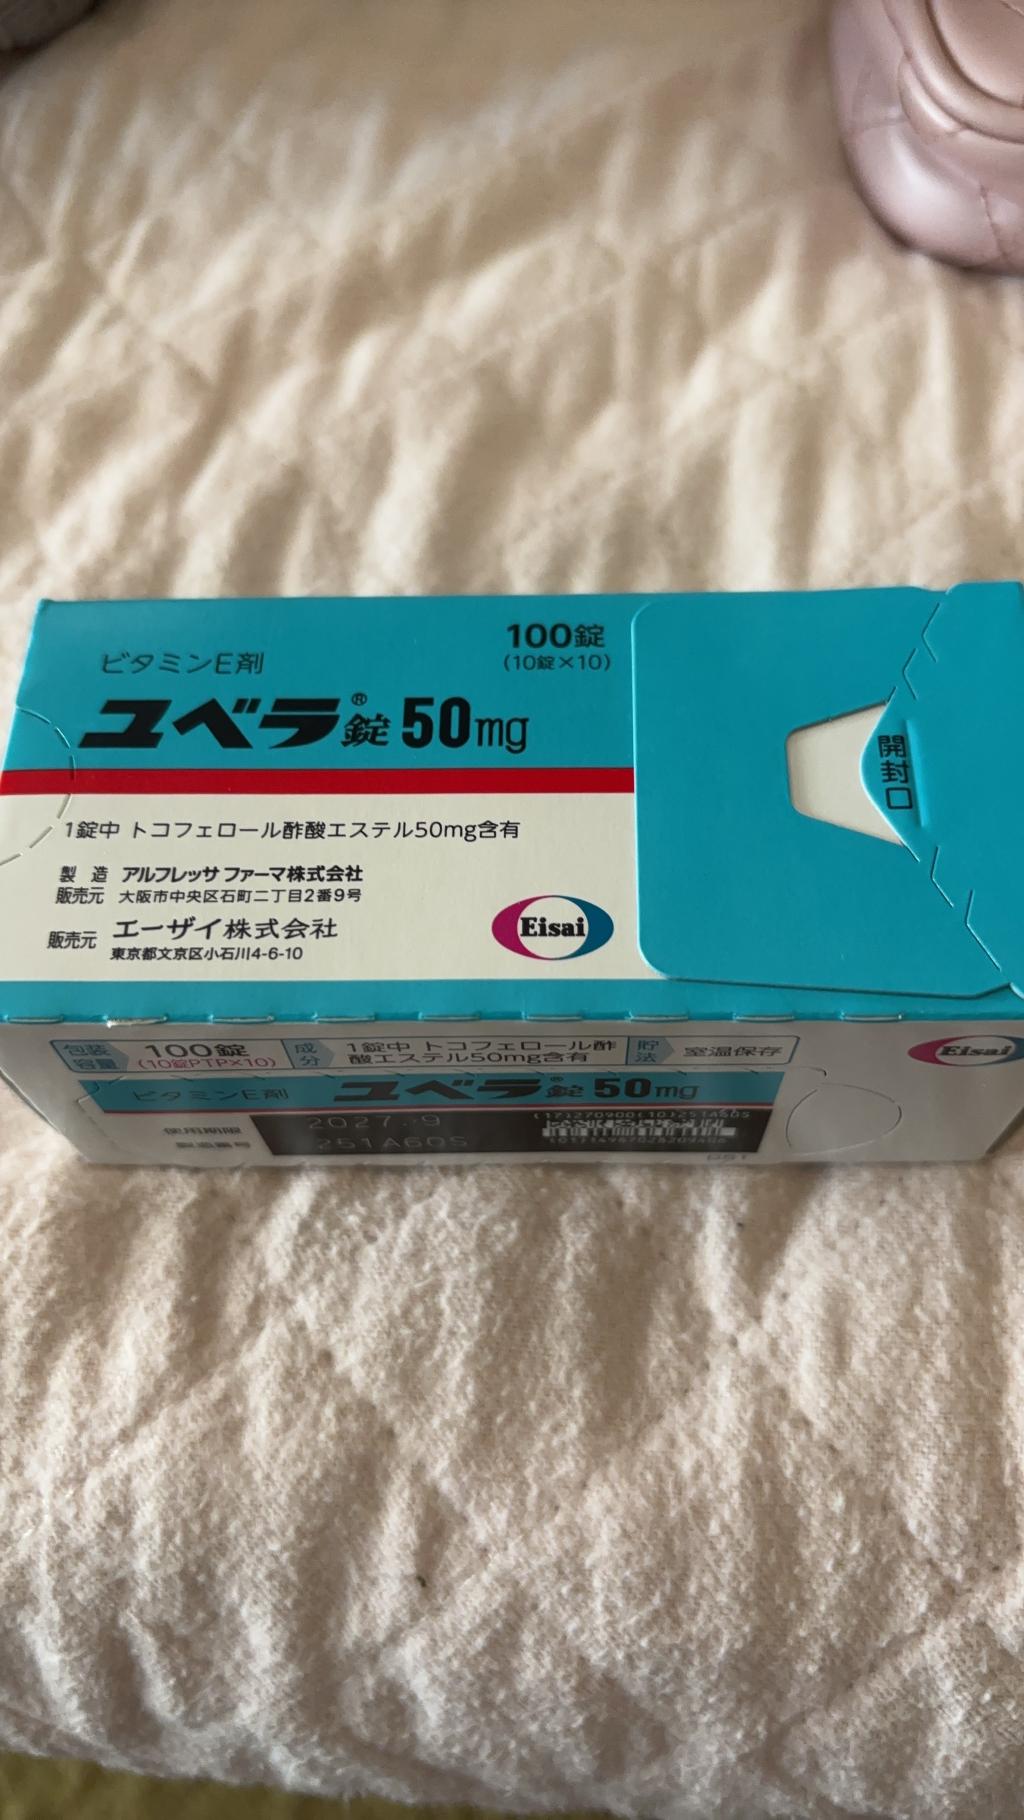 ビタミンE剤
100錠
(10錠×10)
ユベラ®錠50mg
開封口
1錠中 トコフェロール酢酸エステル50mg含有
製造 アルフレッサ ファーマ株式会社
販売元 大阪市中央区石町二丁目2番9号
販売元 エーザイ株式会社
東京都文京区小石川4-6-10
Eisai
包装容量 100錠 (10錠PTP×10)
成分 1錠中 トコフェロール酢
酸エステル50mg含有
貯法 室温保存
Eisai
ビタミンE剤 ユベラ®錠50mg
使用期限 2027.9
製造番号 251A60S
(17)270900(10)251A60S